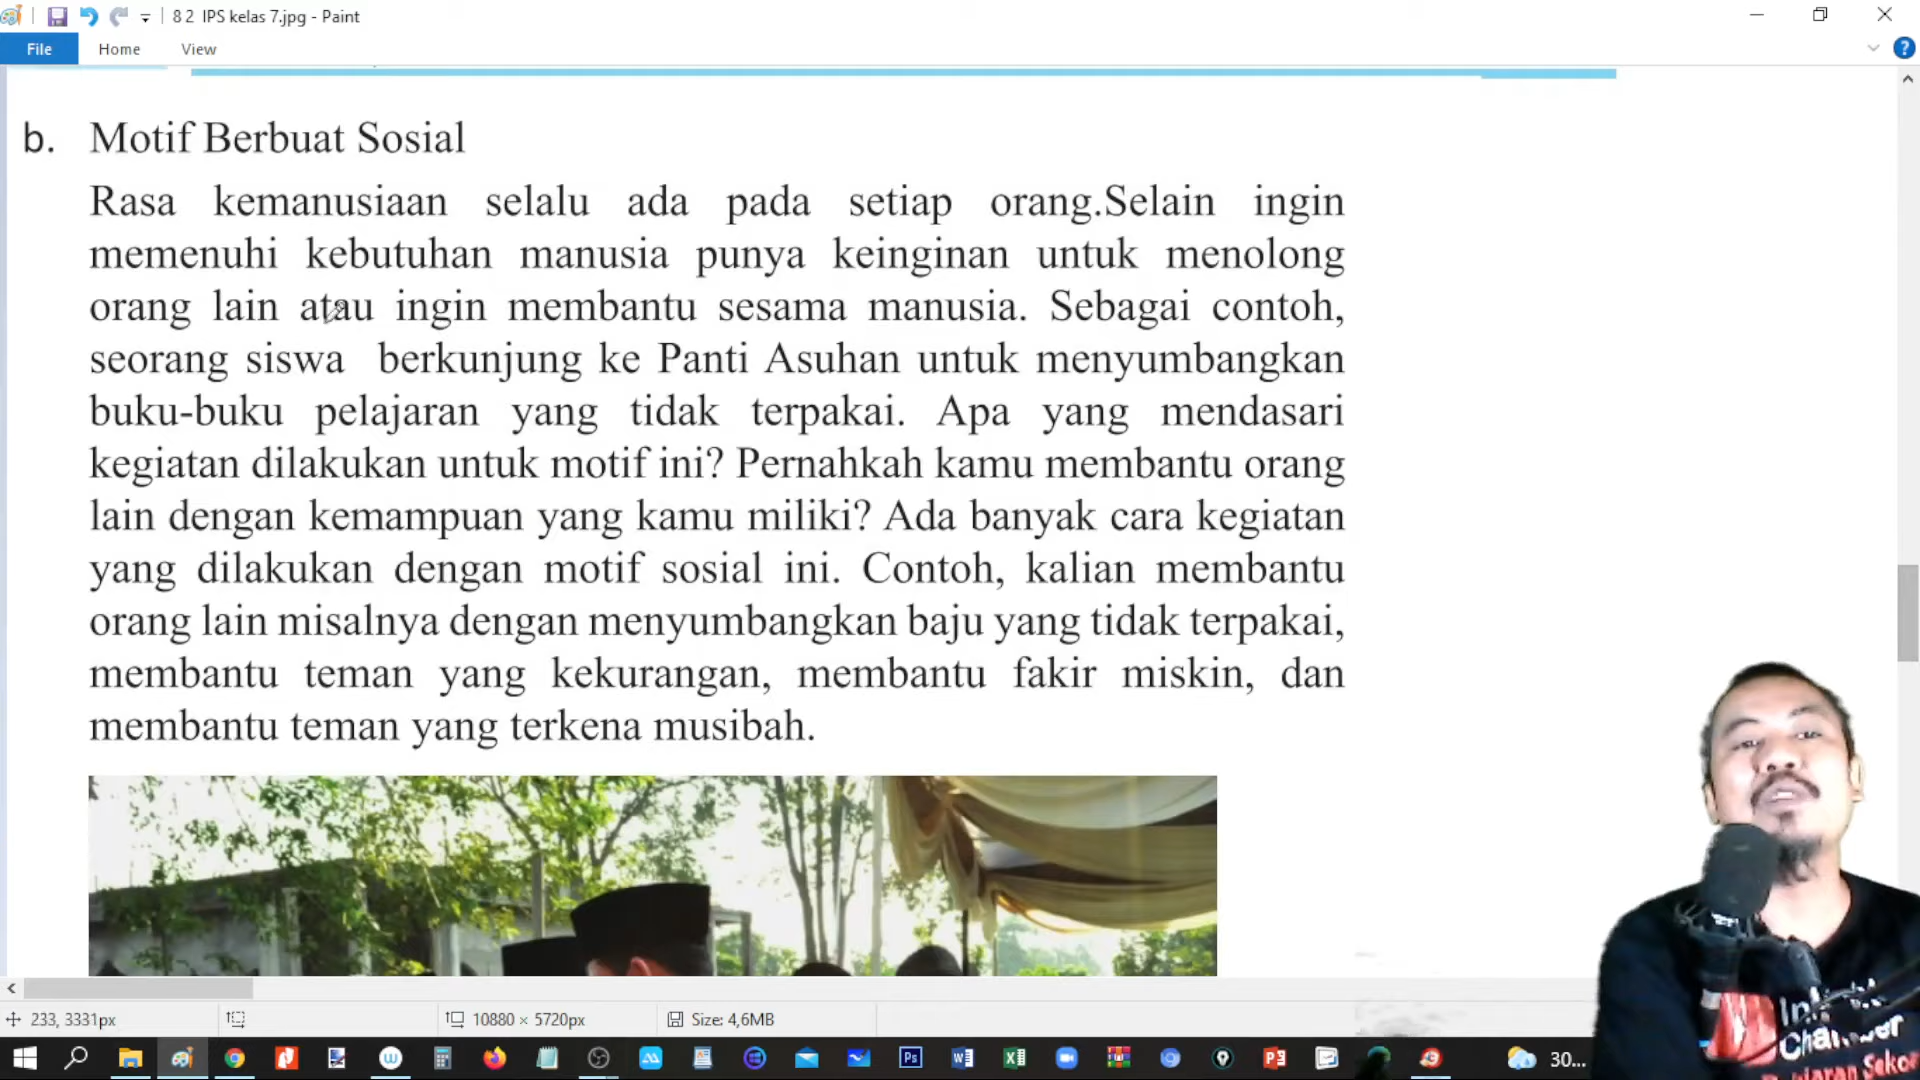 8 2 IPS kelas 7.jpg - Paint
File Home View
b. Motif Berbuat Sosial
Rasa kemanusiaan selalu ada pada setiap orang.Selain ingin
memenuhi kebutuhan manusia punya keinginan untuk menolong
orang lain atau ingin membantu sesama manusia. Sebagai contoh,
seorang siswa berkunjung ke Panti Asuhan untuk menyumbangkan
buku-buku pelajaran yang tidak terpakai. Apa yang mendasari
kegiatan dilakukan untuk motif ini? Pernahkah kamu membantu orang
lain dengan kemampuan yang kamu miliki? Ada banyak cara kegiatan
yang dilakukan dengan motif sosial ini. Contoh, kalian membantu
orang lain misalnya dengan menyumbangkan baju yang tidak terpakai,
membantu teman yang kekurangan, membantu fakir miskin, dan
membantu teman yang terkena musibah.
233, 3331px
10880 × 5720px
Size: 4,6MB
30...